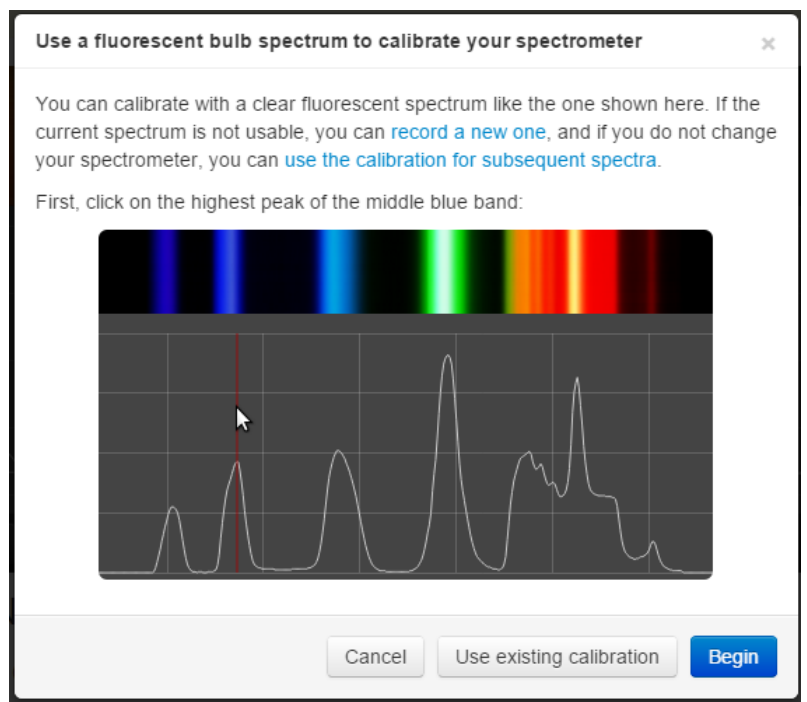 Use a fluorescent bulb spectrum to calibrate your spectrometer ×
You can calibrate with a clear fluorescent spectrum like the one shown here. If the
current spectrum is not usable, you can record a new one, and if you do not change
your spectrometer, you can use the calibration for subsequent spectra.
First, click on the highest peak of the middle blue band:
Cancel Use existing calibration Begin